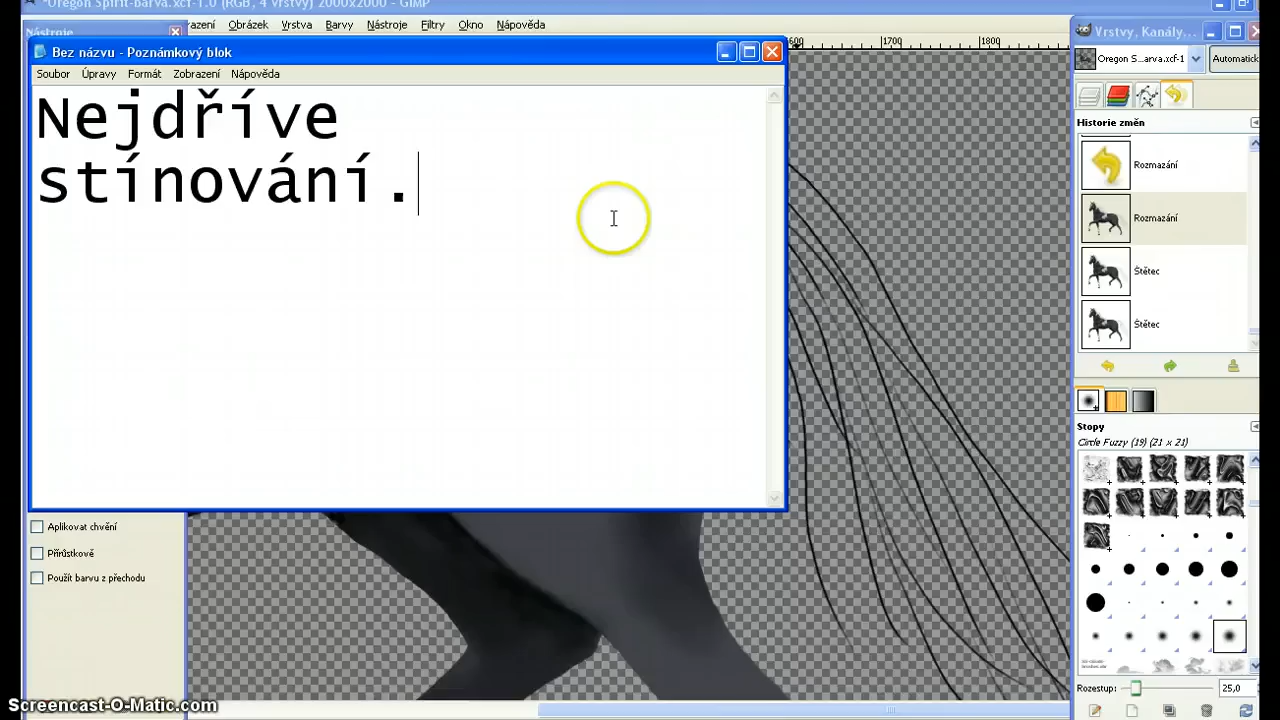 *Oregon Spirit-barva.xcf-1.0 (RGB, 4 vrstvy) 2000x2000 – GIMP
Nástroje
Obrázek Vrstva Barvy Nástroje Filtry Okno Nápověda
Bez názvu - Poznámkový blok
Soubor Úpravy Formát Zobrazení Nápověda
Nejdříve
stínování.
1700 1800
Aplikovat chvění
Přírůstkově
Použít barvu z přechodu
Vrstvy, Kanály,...
Oregon S...arva.xcf-1
Automatick
Historie změn
Rozmazání
Rozmazání
Štětec
Štětec
Stopy
Circle Fuzzy (19) (21 x 21)
Rozestup:
25,0
Screencast-O-Matic.com